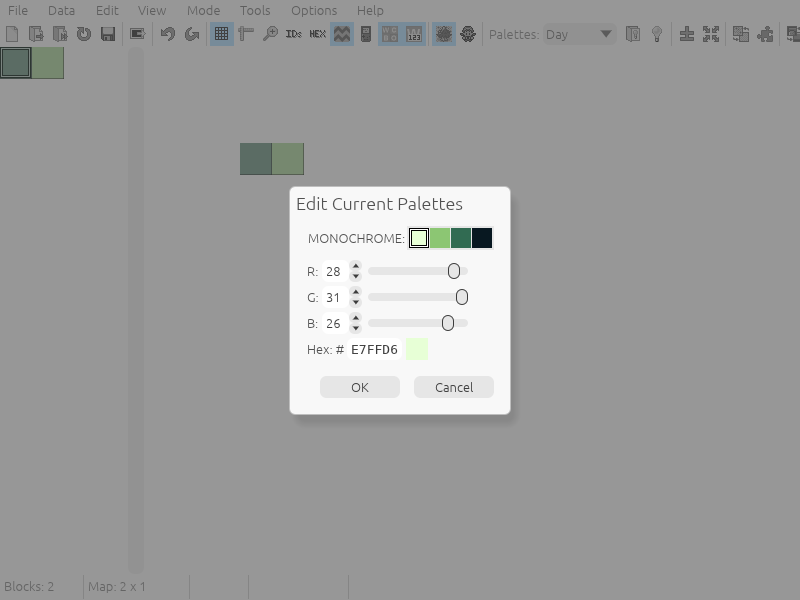 File Data Edit View Mode Tools Options Help
IDs HEX 123 Palettes: Day
Edit Current Palettes
MONOCHROME:
R: 28
G: 31
B: 26
Hex: # E7FFD6
OK Cancel
Blocks: 2 Map: 2 x 1